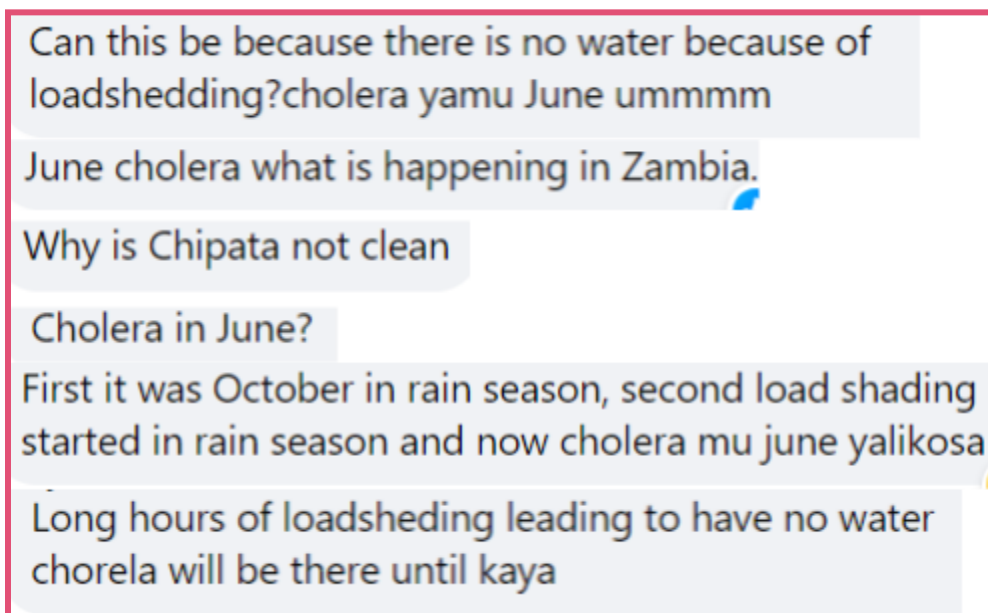 Can this be because there is no water because of
loadshedding?cholera yamu June ummmm
June cholera what is happening in Zambia.
Why is Chipata not clean
Cholera in June?
First it was October in rain season, second load shading
started in rain season and now cholera mu june yalikosa
Long hours of loadsheding leading to have no water
chorela will be there until kaya